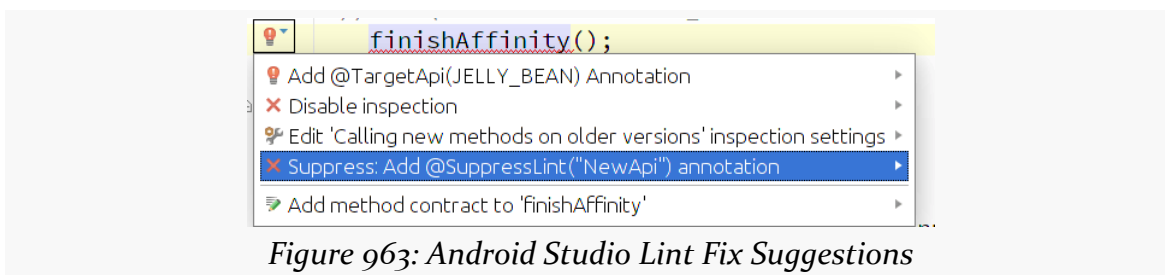 finishAffinity();
Add @TargetApi(JELLY_BEAN) Annotation
Disable inspection
Edit 'Calling new methods on older versions' inspection settings
Suppress: Add @SuppressLint("NewApi") annotation
Add method contract to 'finishAffinity'
Figure 963: Android Studio Lint Fix Suggestions